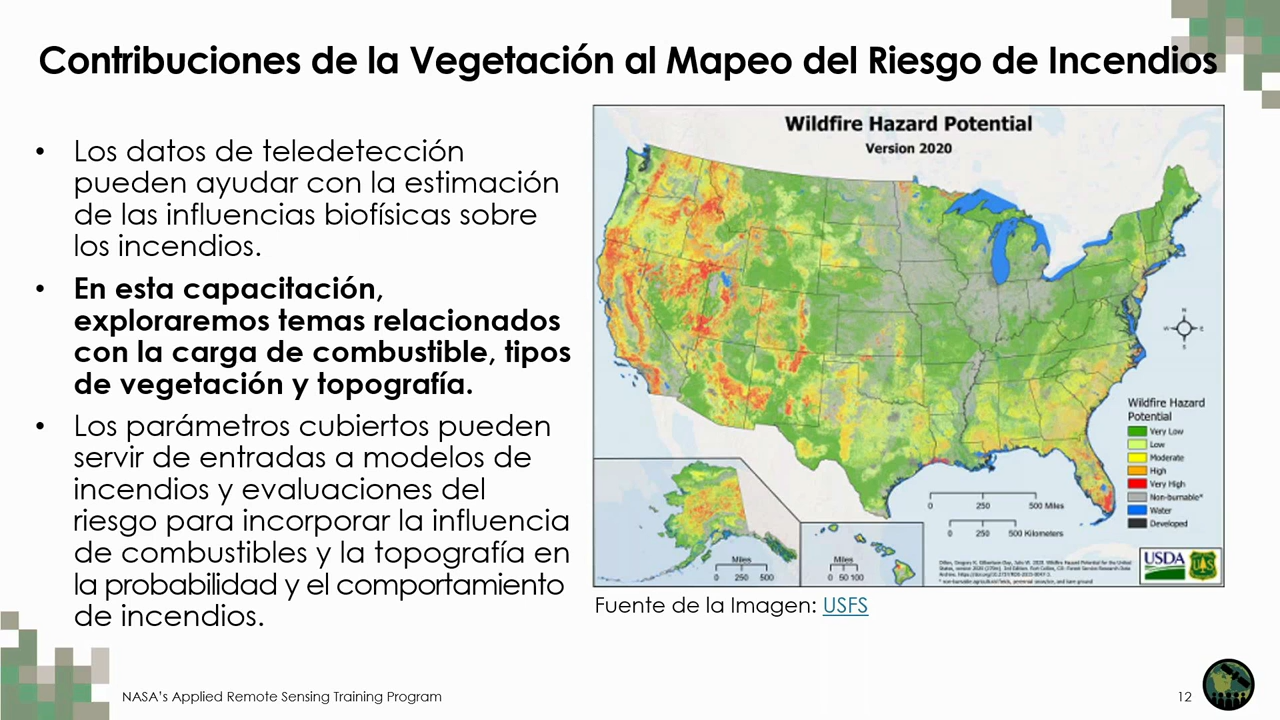 Contribuciones de la Vegetación al Mapeo del Riesgo de Incendios
• Los datos de teledetección
pueden ayudar con la estimación
de las influencias biofísicas sobre
los incendios.
• En esta capacitación,
exploraremos temas relacionados
con la carga de combustible, tipos
de vegetación y topografía.
• Los parámetros cubiertos pueden
servir de entradas a modelos de
incendios y evaluaciones del
riesgo para incorporar la influencia
de combustibles y la topografía en
la probabilidad y el comportamiento
de incendios.
Wildfire Hazard Potential
Version 2020
N
W E
S
Wildfire Hazard
Potential
Very Low
Low
Moderate
High
Very High
Non-burnable*
Water
Developed
0 250 500 Miles
0 250 500 Kilometers
Miles
0 250 500
Miles
0 50 100
USDA
Fuente de la Imagen: USFS
NASA's Applied Remote Sensing Training Program
12